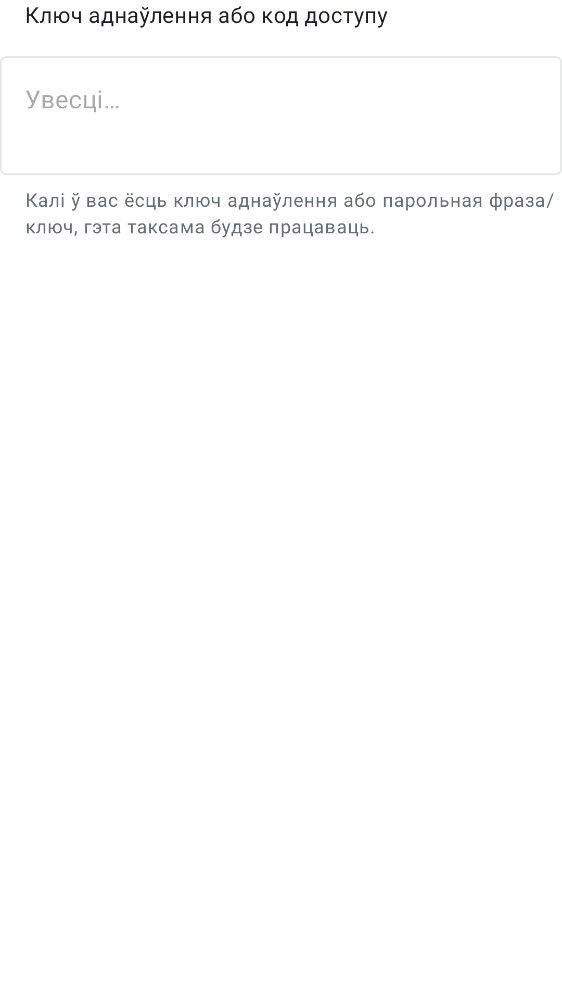 Ключ аднаўлення або код доступу
Увесці…
Калі ў вас ёсць ключ аднаўлення або парольная фраза/
ключ, гэта таксама будзе працаваць.